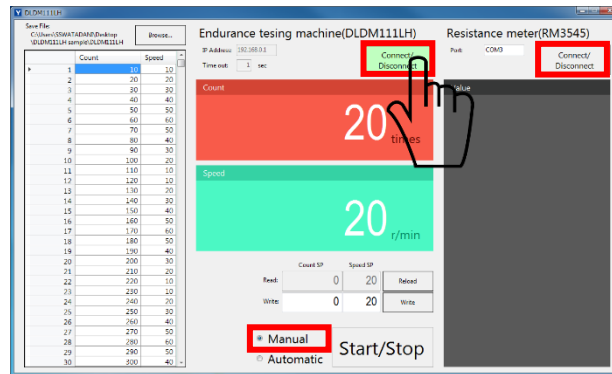 DLDM111LH
Save File:
C:\Users\SSWATADANI\Desktop
\DLDM111LH sample\DLDM111LH
Browse...
Count Speed
1 10 10
2 20 20
3 30 30
4 40 40
5 50 50
6 60 60
7 70 50
8 80 40
9 90 30
10 100 20
11 110 10
12 120 10
13 130 20
14 140 30
15 150 40
16 160 50
17 170 60
18 180 50
19 190 40
20 200 30
21 210 20
22 220 10
23 230 10
24 240 20
25 250 30
26 260 40
27 270 50
28 280 60
29 290 50
30 300 40
Endurance tesing machine(DLDM111LH)
IP Address 192.168.0.1
Time out: 1 sec
Connect/
Disconnect
Count
20 times
Speed
20 r/min
Count SP Speed SP
Read: 0 20 Reload
Write: 0 20 Write
Manual
Automatic
Start/Stop
Resistance meter(RM3545)
Port COM3
Connect/
Disconnect
Value